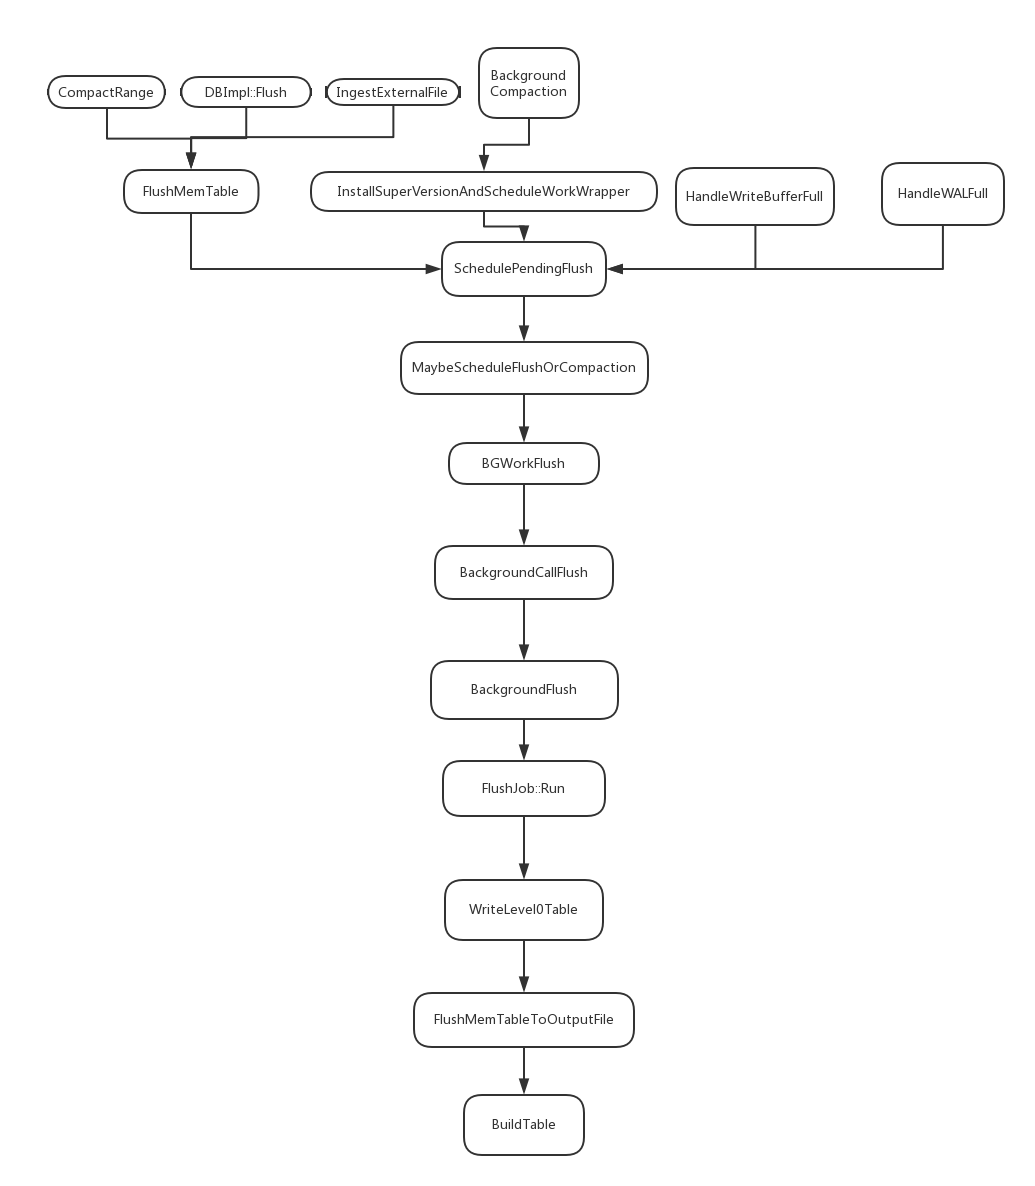 CompactRange
DBImpl::Flush
IngestExternalFile
Background
Compaction
FlushMemTable
InstallSuperVersionAndScheduleWorkWrapper
HandleWriteBufferFull
HandleWALFull
SchedulePendingFlush
MaybeScheduleFlushOrCompaction
BGWorkFlush
BackgroundCallFlush
BackgroundFlush
FlushJob::Run
WriteLevel0Table
FlushMemTableToOutputFile
BuildTable